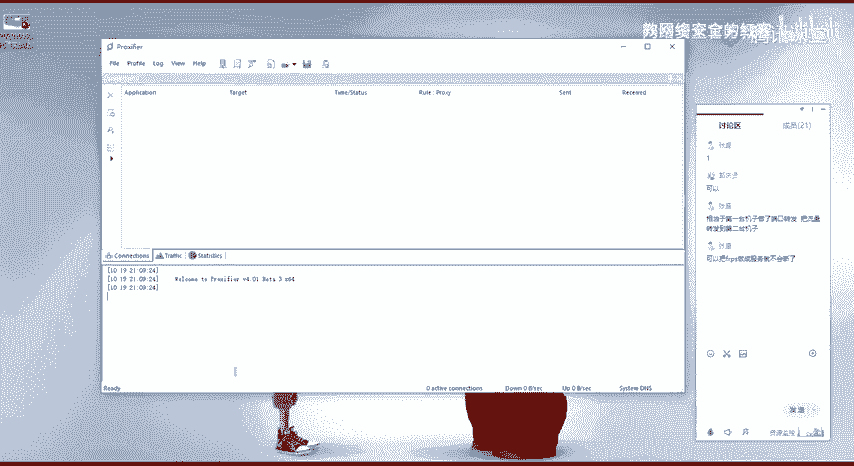 Proxifier
File Profile Log View Help
Application Target Time/Status Rule : Proxy Sent Received
Connections Traffic Statistics
[10.19 21:09:24]
[10.19 21:09:24] Welcome to Proxifier v4.01 Beta 3 x64
[10.19 21:09:24]
Ready 0 active connections Down 0 B/sec Up 0 B/sec System DNS
讨论区 成员(21)
1
可以
相当于第一台机子做了端口转发 把流量
转发到第二台机子
可以把frps做成服务就不会断了
发送